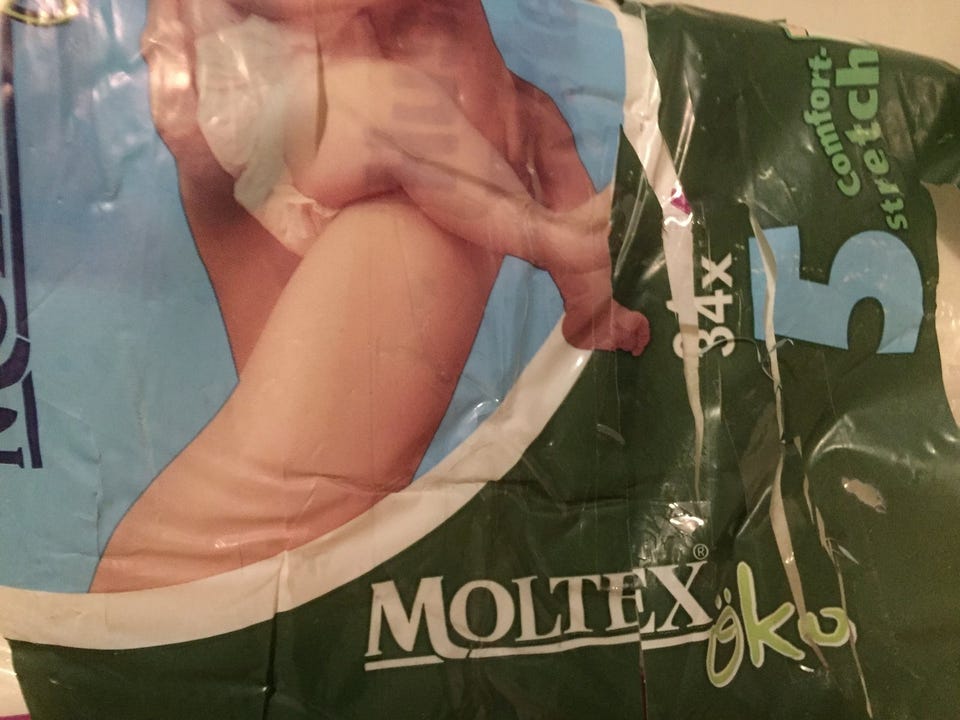 comfort-
stretch
5
34x
MOLTEX®
öko